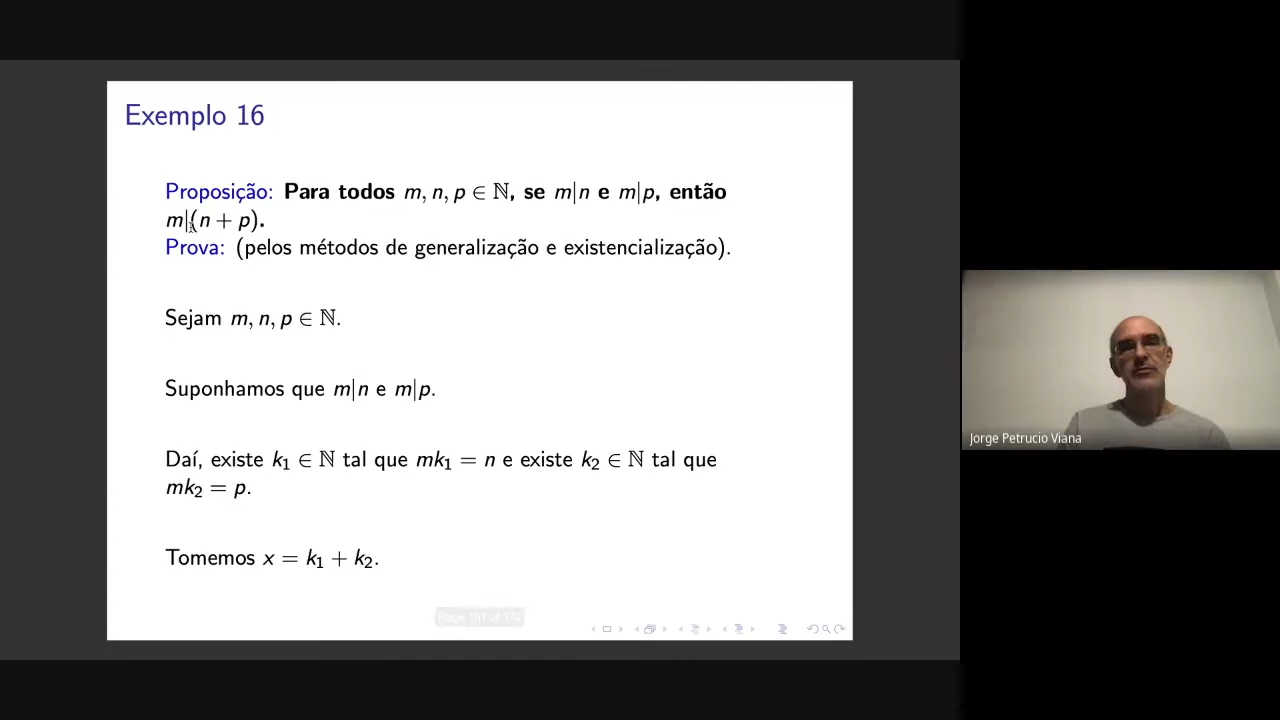 Exemplo 16
Proposição: Para todos m, n, p ∈ ℕ, se m|n e m|p, então
m|(n + p).
Prova: (pelos métodos de generalização e existencialização).
Sejam m, n, p ∈ ℕ.
Suponhamos que m|n e m|p.
Daí, existe k₁ ∈ ℕ tal que mk₁ = n e existe k₂ ∈ ℕ tal que
mk₂ = p.
Tomemos x = k₁ + k₂.
Jorge Petrucio Viana